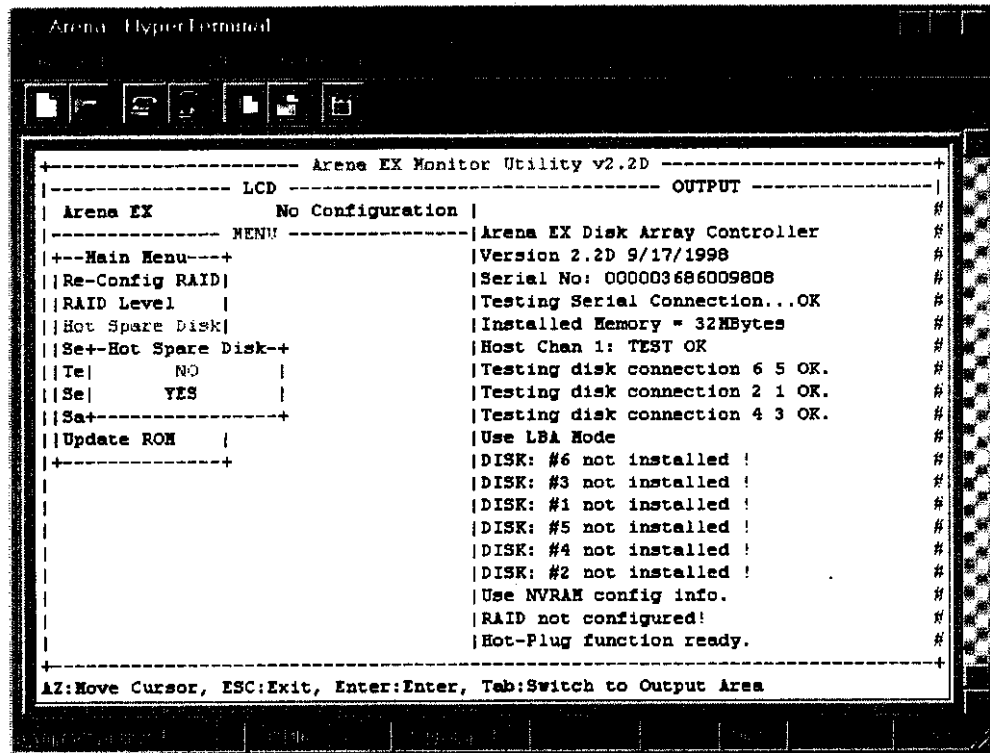 Arena HyperTerminal
+---------------------- Arena EX Monitor Utility v2.2D ------------------------+
|---------------- LCD --------------------------------- OUTPUT ----------------|
| Arena EX No Configuration | #
|--------------- MENU ----------------|Arena EX Disk Array Controller #
|+--Main Menu---+ |Version 2.2D 9/17/1998 #
||Re-Config RAID| |Serial No: 000003686009808 #
||RAID Level | |Testing Serial Connection...OK #
||Hot Spare Disk| |Installed Memory = 32MBytes #
||Se+-Hot Spare Disk-+ |Host Chan 1: TEST OK #
||Te| NO | |Testing disk connection 6 5 OK. #
||Se| YES | |Testing disk connection 2 1 OK. #
||Sa+----------------+ |Testing disk connection 4 3 OK. #
||Update ROM | |Use LBA Mode #
|+--------------+ |DISK: #6 not installed ! #
| |DISK: #3 not installed ! #
| |DISK: #1 not installed ! #
| |DISK: #5 not installed ! #
| |DISK: #4 not installed ! #
| |DISK: #2 not installed ! #
| |Use NVRAM config info. #
| |RAID not configured! #
| |Hot-Plug function ready. #
+------------------------------------------------------------------------------+
AZ:Move Cursor, ESC:Exit, Enter:Enter, Tab:Switch to Output Area